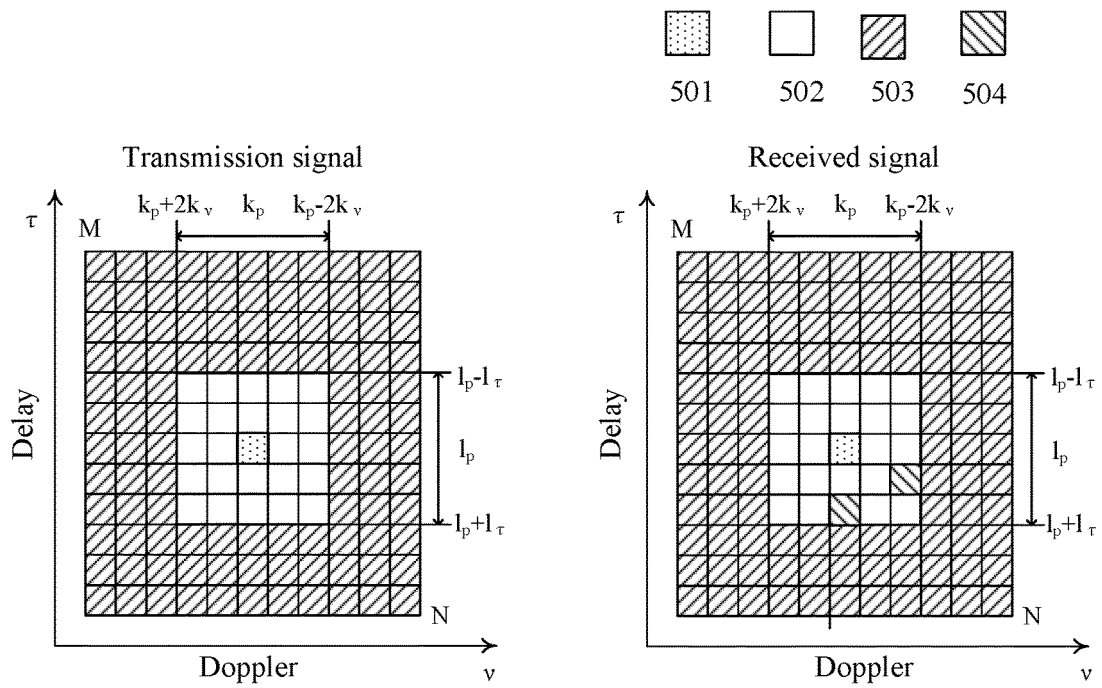 501 502 503 504
Transmission signal
k_p+2k_ν k_p k_p-2k_ν
τ
M
Delay
l_p-l_τ
l_p
l_p+l_τ
N
Doppler
ν
Received signal
k_p+2k_ν k_p k_p-2k_ν
τ
M
Delay
l_p-l_τ
l_p
l_p+l_τ
N
Doppler
ν